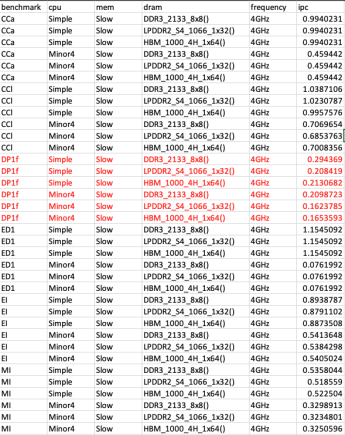 benchmark cpu mem dram frequency ipc
CCa Simple Slow DDR3_2133_8x8() 4GHz 0.9940231
CCa Simple Slow LPDDR2_S4_1066_1x32() 4GHz 0.9940231
CCa Simple Slow HBM_1000_4H_1x64() 4GHz 0.9940231
CCa Minor4 Slow DDR3_2133_8x8() 4GHz 0.459442
CCa Minor4 Slow LPDDR2_S4_1066_1x32() 4GHz 0.459442
CCa Minor4 Slow HBM_1000_4H_1x64() 4GHz 0.459442
CCl Simple Slow DDR3_2133_8x8() 4GHz 1.0387106
CCl Simple Slow LPDDR2_S4_1066_1x32() 4GHz 1.0230787
CCl Simple Slow HBM_1000_4H_1x64() 4GHz 0.9957576
CCl Minor4 Slow DDR3_2133_8x8() 4GHz 0.7069654
CCl Minor4 Slow LPDDR2_S4_1066_1x32() 4GHz 0.6853763
CCl Minor4 Slow HBM_1000_4H_1x64() 4GHz 0.7008356
DP1f Simple Slow DDR3_2133_8x8() 4GHz 0.294369
DP1f Simple Slow LPDDR2_S4_1066_1x32() 4GHz 0.208419
DP1f Simple Slow HBM_1000_4H_1x64() 4GHz 0.2130682
DP1f Minor4 Slow DDR3_2133_8x8() 4GHz 0.2098723
DP1f Minor4 Slow LPDDR2_S4_1066_1x32() 4GHz 0.1623785
DP1f Minor4 Slow HBM_1000_4H_1x64() 4GHz 0.1653593
ED1 Simple Slow DDR3_2133_8x8() 4GHz 1.1545092
ED1 Simple Slow LPDDR2_S4_1066_1x32() 4GHz 1.1545092
ED1 Simple Slow HBM_1000_4H_1x64() 4GHz 1.1545092
ED1 Minor4 Slow DDR3_2133_8x8() 4GHz 0.0761992
ED1 Minor4 Slow LPDDR2_S4_1066_1x32() 4GHz 0.0761992
ED1 Minor4 Slow HBM_1000_4H_1x64() 4GHz 0.0761992
EI Simple Slow DDR3_2133_8x8() 4GHz 0.8938787
EI Simple Slow LPDDR2_S4_1066_1x32() 4GHz 0.8791102
EI Simple Slow HBM_1000_4H_1x64() 4GHz 0.8873508
EI Minor4 Slow DDR3_2133_8x8() 4GHz 0.5413648
EI Minor4 Slow LPDDR2_S4_1066_1x32() 4GHz 0.5384298
EI Minor4 Slow HBM_1000_4H_1x64() 4GHz 0.5405024
MI Simple Slow DDR3_2133_8x8() 4GHz 0.5358044
MI Simple Slow LPDDR2_S4_1066_1x32() 4GHz 0.518559
MI Simple Slow HBM_1000_4H_1x64() 4GHz 0.522504
MI Minor4 Slow DDR3_2133_8x8() 4GHz 0.3298913
MI Minor4 Slow LPDDR2_S4_1066_1x32() 4GHz 0.3234801
MI Minor4 Slow HBM_1000_4H_1x64() 4GHz 0.3250596